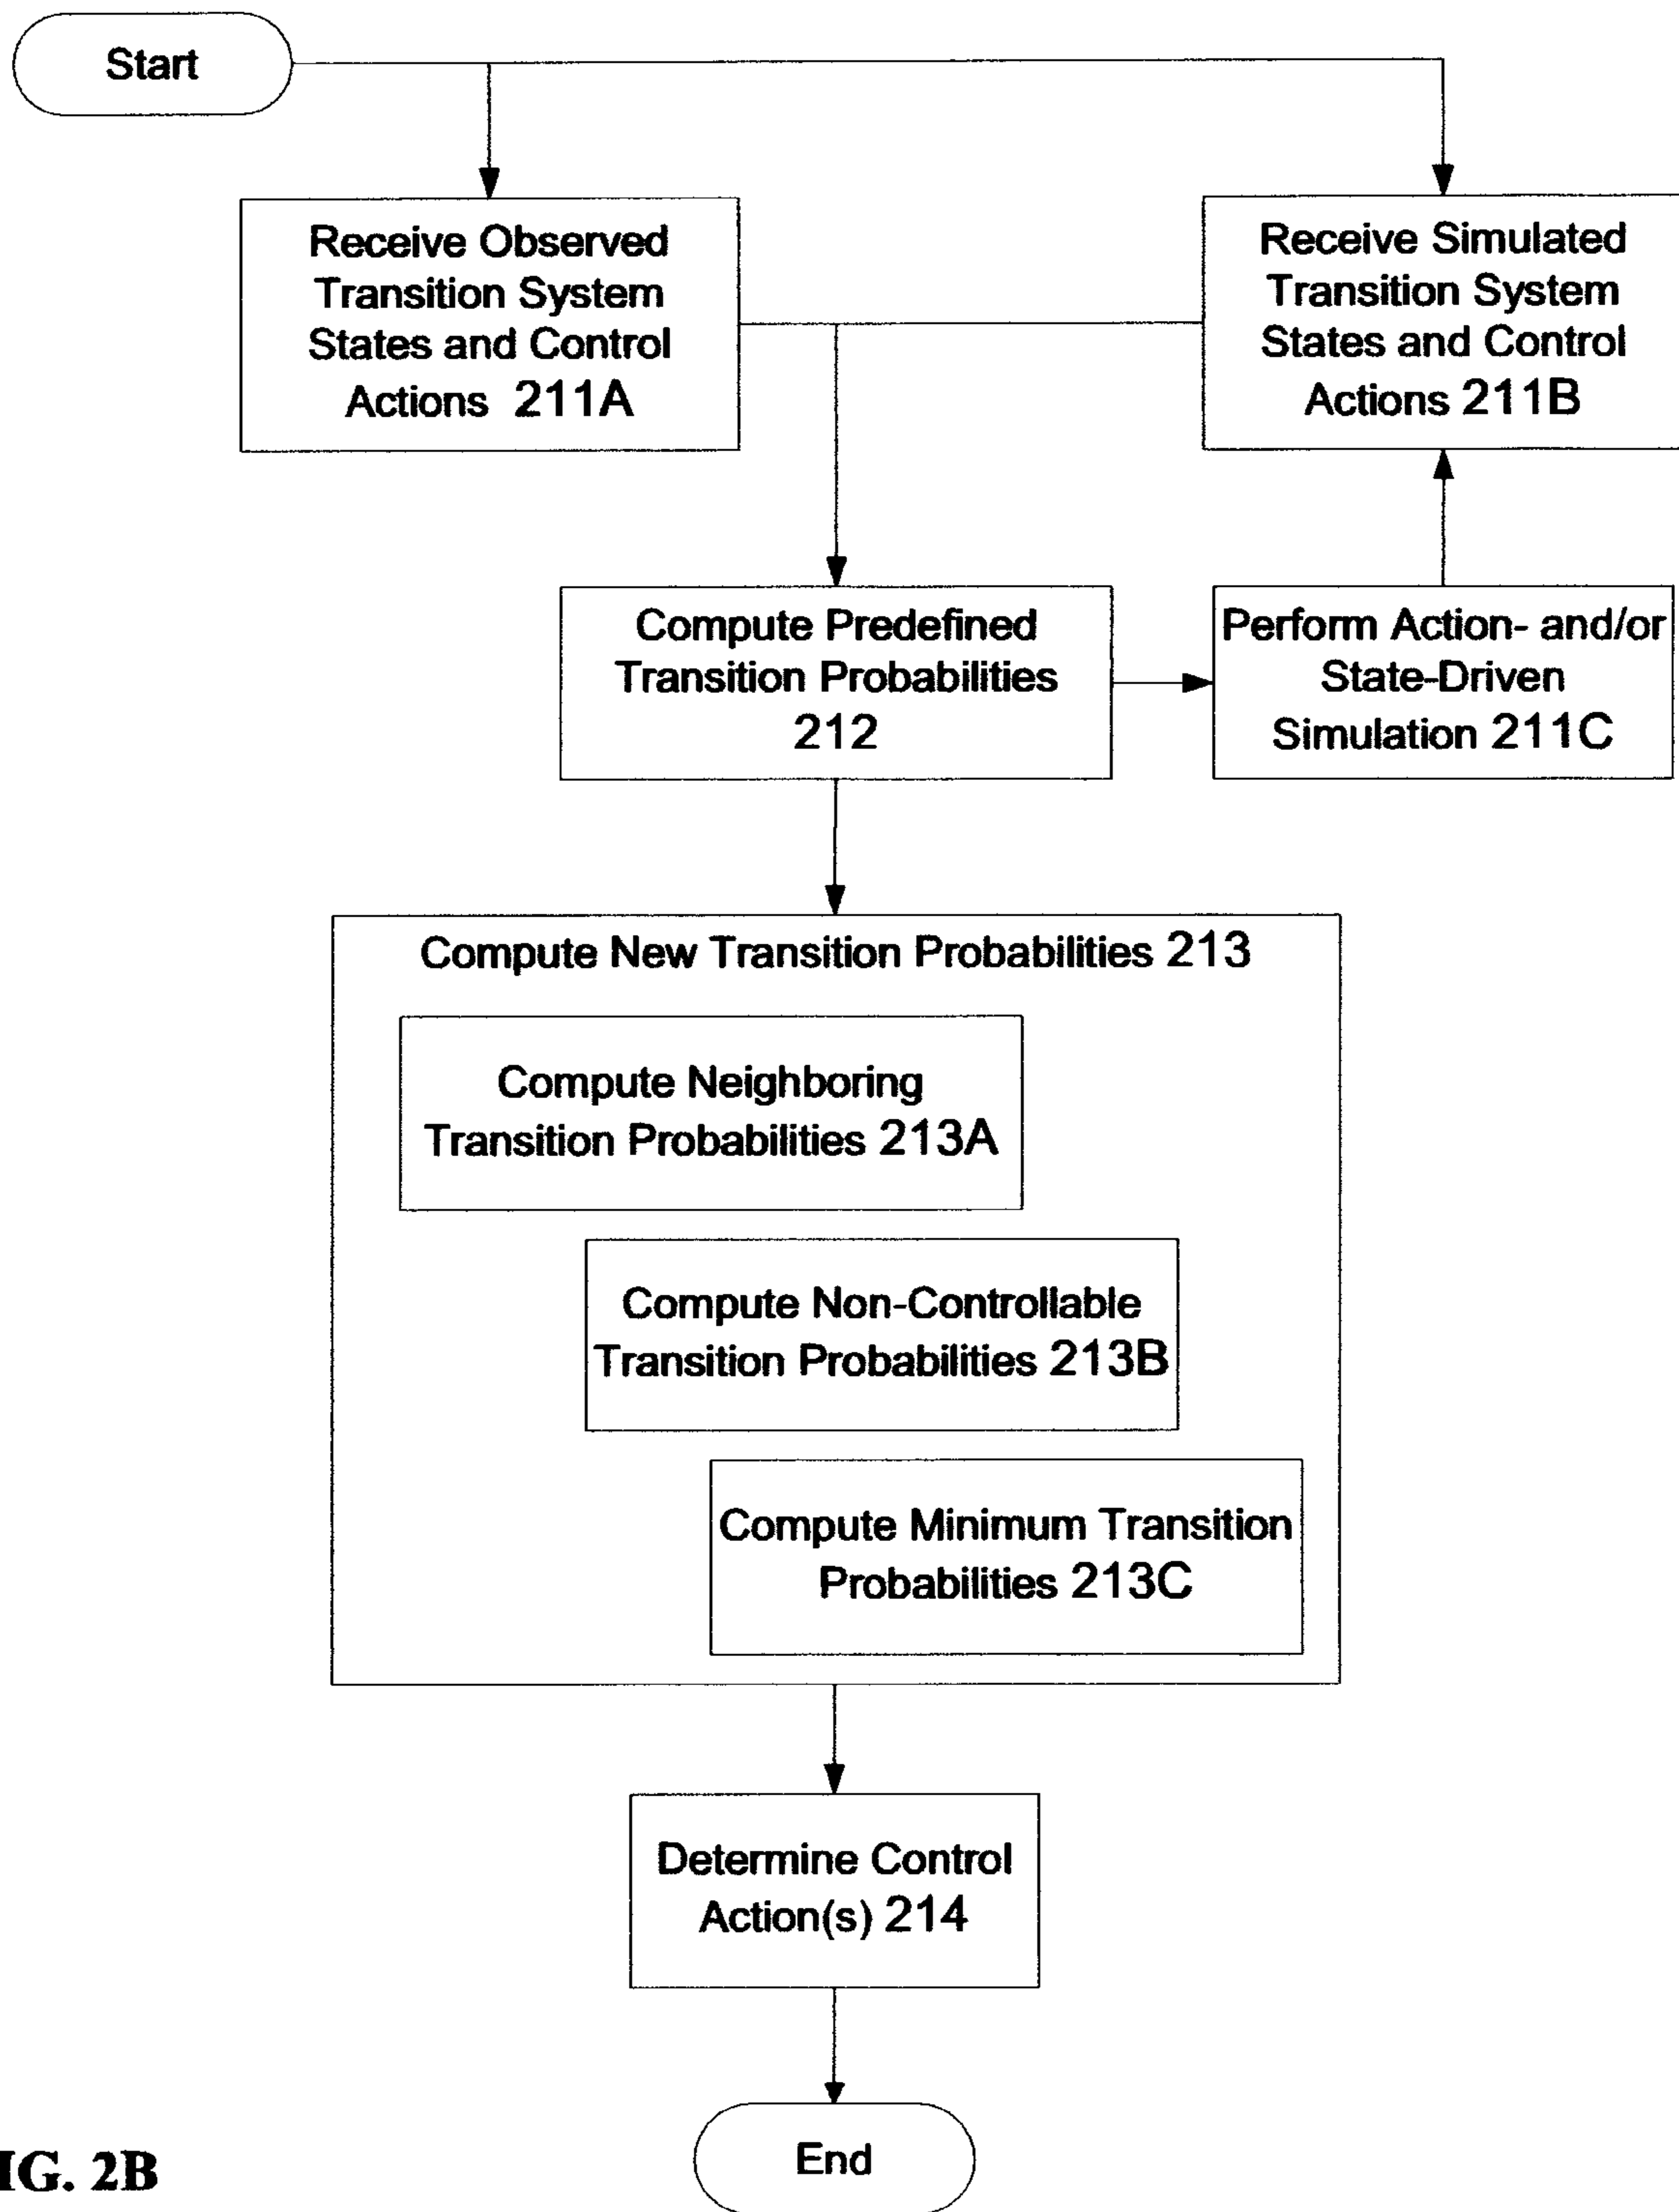 Start
Receive Observed
Transition System
States and Control
Actions 211A
Receive Simulated
Transition System
States and Control
Actions 211B
Compute Predefined
Transition Probabilities
212
Perform Action- and/or
State-Driven
Simulation 211C
Compute New Transition Probabilities 213
Compute Neighboring
Transition Probabilities 213A
Compute Non-Controllable
Transition Probabilities 213B
Compute Minimum Transition
Probabilities 213C
Determine Control
Action(s) 214
End
IG. 2B